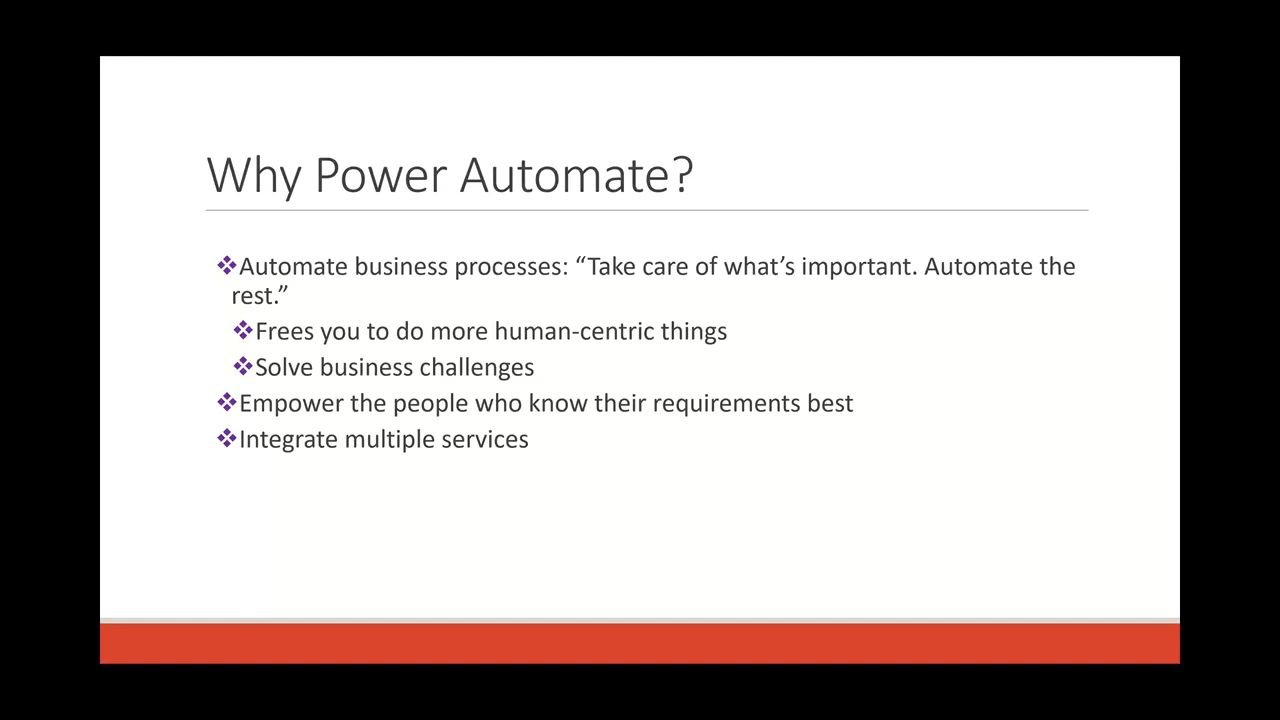 Why Power Automate?
❖Automate business processes: “Take care of what’s important. Automate the
rest.”
❖Frees you to do more human-centric things
❖Solve business challenges
❖Empower the people who know their requirements best
❖Integrate multiple services